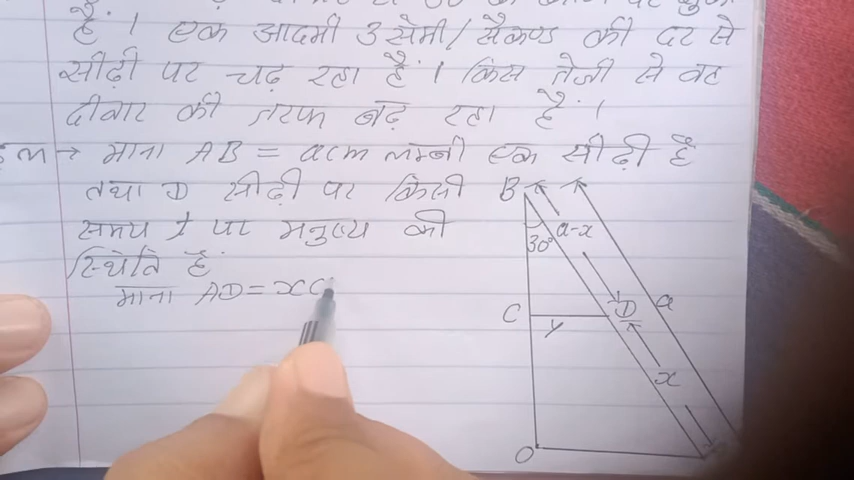 हैं । एक आदमी 3 सेमी/सैकण्ड की दर से
सीढ़ी पर चढ़ रहा है । किस तेजी से वह
दीवार की तरफ बढ़ रहा है ।
हल → माना AB = a cm लम्बी एक सीढ़ी है
तथा D सीढ़ी पर किसी
समय t पर मनुष्य की
स्थिति है
माना AD = x c
B
30°
a-x
C
y
D
a
x
O